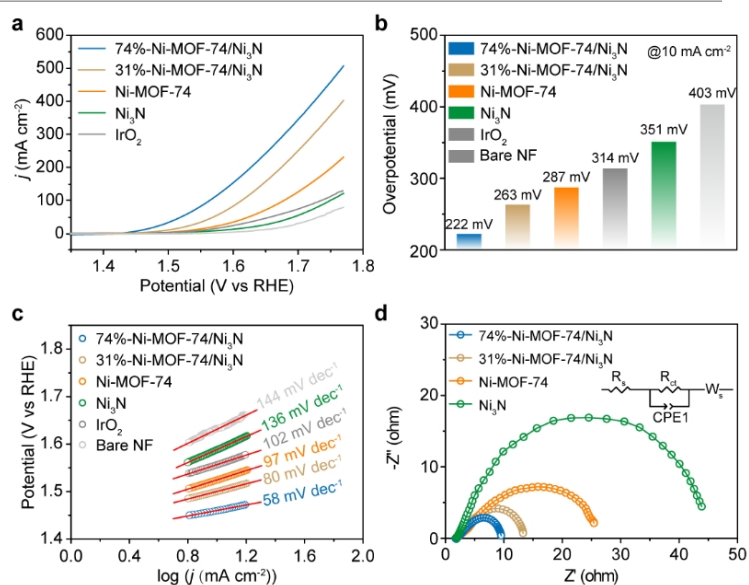 a
600
500
400
300
200
100
0
j (mA cm⁻²)
74%-Ni-MOF-74/Ni₃N
31%-Ni-MOF-74/Ni₃N
Ni-MOF-74
Ni₃N
IrO₂
1.4 1.5 1.6 1.7 1.8
Potential (V vs RHE)
b
500
400
300
200
Overpotential (mV)
74%-Ni-MOF-74/Ni₃N
31%-Ni-MOF-74/Ni₃N
Ni-MOF-74
Ni₃N
IrO₂
Bare NF
@10 mA cm⁻²
222 mV
263 mV
287 mV
314 mV
351 mV
403 mV
c
1.8
1.7
1.6
1.5
1.4
Potential (V vs RHE)
74%-Ni-MOF-74/Ni₃N
31%-Ni-MOF-74/Ni₃N
Ni-MOF-74
Ni₃N
IrO₂
Bare NF
144 mV dec⁻¹
136 mV dec⁻¹
102 mV dec⁻¹
97 mV dec⁻¹
80 mV dec⁻¹
58 mV dec⁻¹
0.0 0.4 0.8 1.2 1.6 2.0
log (j (mA cm⁻²))
d
30
20
10
0
-Z'' (ohm)
74%-Ni-MOF-74/Ni₃N
31%-Ni-MOF-74/Ni₃N
Ni-MOF-74
Ni₃N
Rₛ
R_ct
Wₛ
CPE1
0 10 20 30 40 50
Z' (ohm)